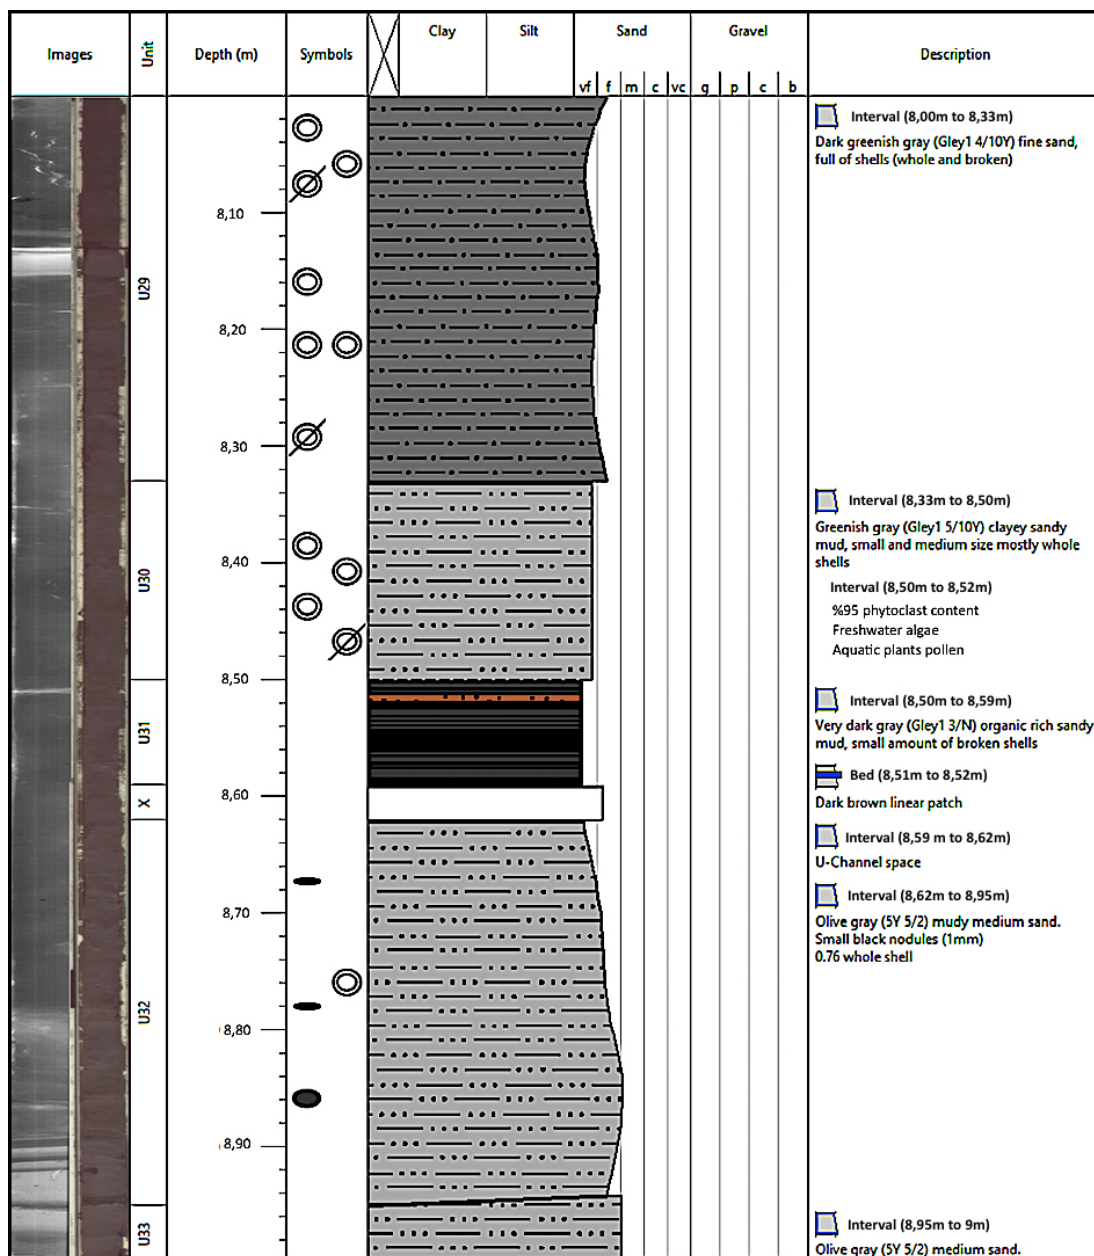 Images
Unit
Depth (m)
Symbols
Clay
Silt
Sand
Gravel
Description
vf
f
m
c
vc
g
p
c
b
U29
U30
U31
X
U32
U33
8,10
8,20
8,30
8,40
8,50
8,60
8,70
8,80
8,90
Interval (8,00m to 8,33m)
Dark greenish gray (Gley1 4/10Y) fine sand,
full of shells (whole and broken)
Interval (8,33m to 8,50m)
Greenish gray (Gley1 5/10Y) clayey sandy
mud, small and medium size mostly whole
shells
Interval (8,50m to 8,52m)
%95 phytoclast content
Freshwater algae
Aquatic plants pollen
Interval (8,50m to 8,59m)
Very dark gray (Gley1 3/N) organic rich sandy
mud, small amount of broken shells
Bed (8,51m to 8,52m)
Dark brown linear patch
Interval (8,59 m to 8,62m)
U-Channel space
Interval (8,62m to 8,95m)
Olive gray (5Y 5/2) mudy medium sand.
Small black nodules (1mm)
0.76 whole shell
Interval (8,95m to 9m)
Olive gray (5Y 5/2) medium sand.